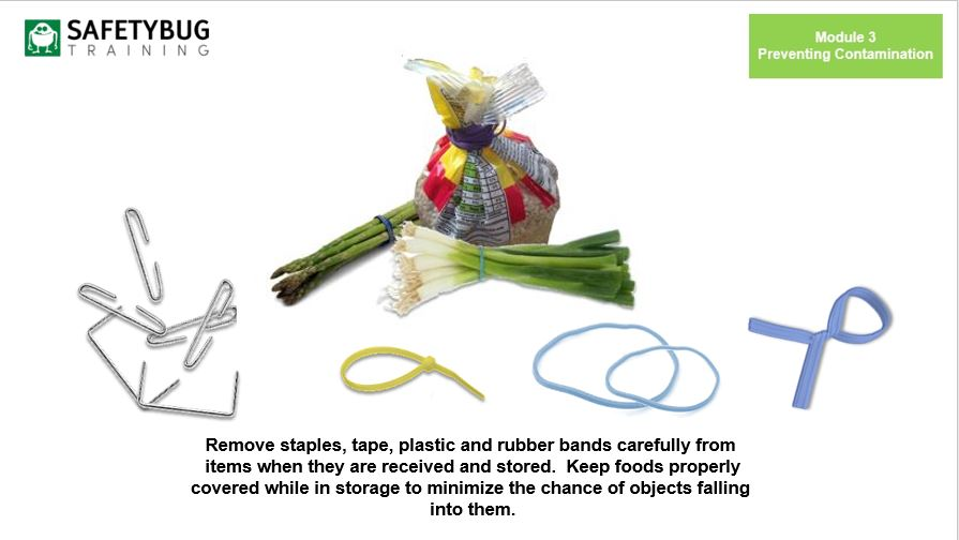 SAFETYBUG
TRAINING
Module 3
Preventing Contamination
Remove staples, tape, plastic and rubber bands carefully from
items when they are received and stored.  Keep foods properly
covered while in storage to minimize the chance of objects falling
into them.